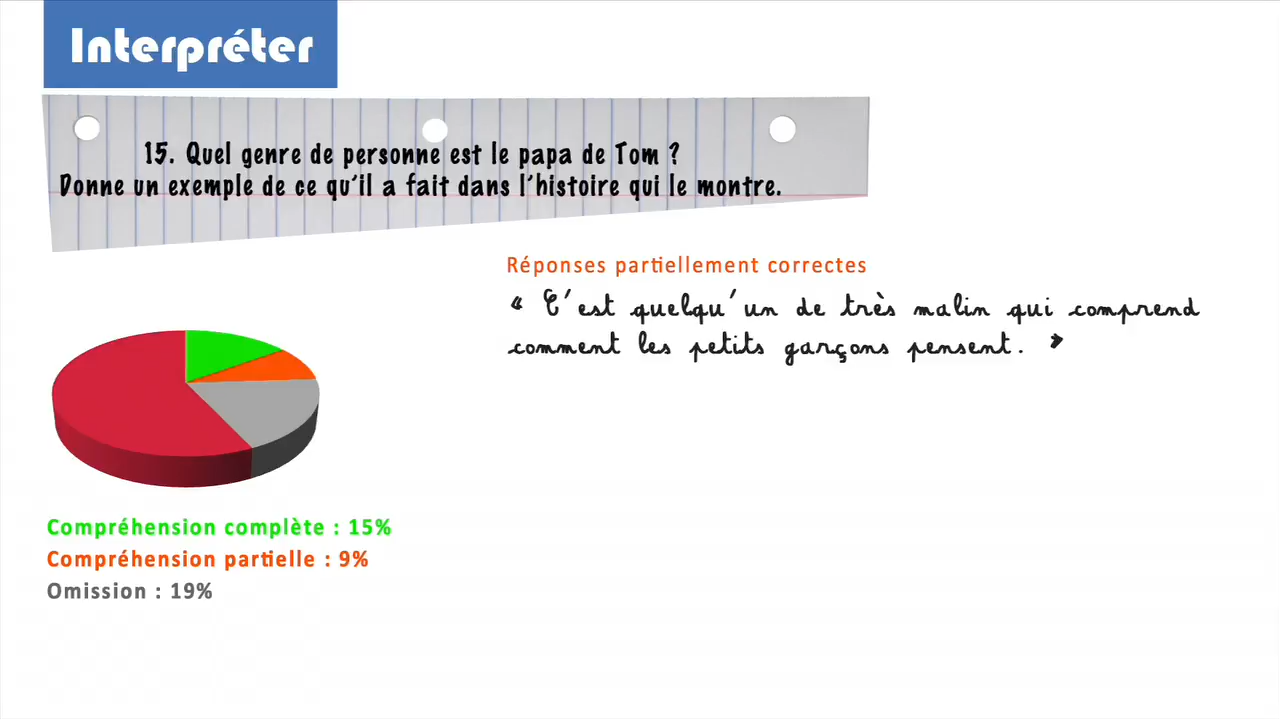 Interpréter
15. Quel genre de personne est le papa de Tom ?
Donne un exemple de ce qu'il a fait dans l'histoire qui le montre.
Réponses partiellement correctes
« C'est quelqu'un de très malin qui comprend
comment les petits garçons pensent. »
Compréhension complète : 15%
Compréhension partielle : 9%
Omission : 19%